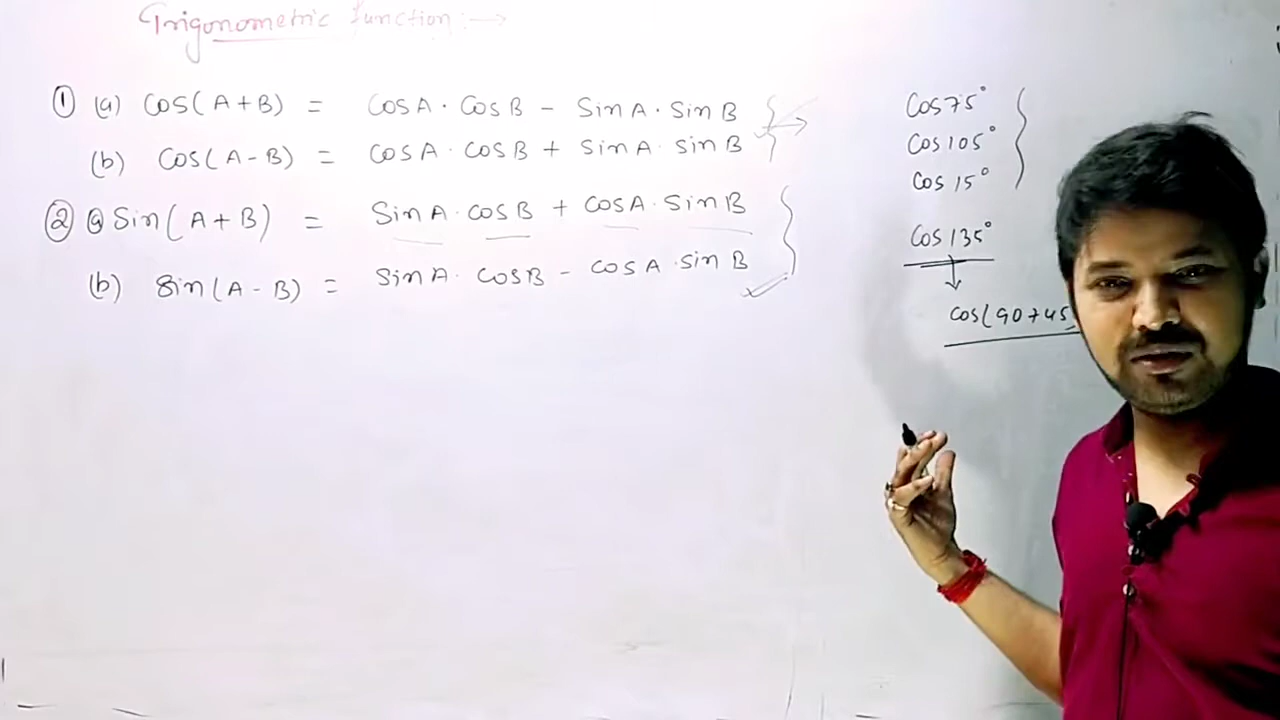 Trigonometric function :→
① (a) Cos(A+B) = CosA · CosB - SinA · SinB
(b) Cos(A-B) = CosA · CosB + SinA · SinB
② @ Sin(A+B) = SinA · CosB + CosA · SinB
(b) Sin(A-B) = SinA · CosB - CosA · SinB
Cos75°
Cos105°
Cos15°
Cos135°
Cos(90+45)